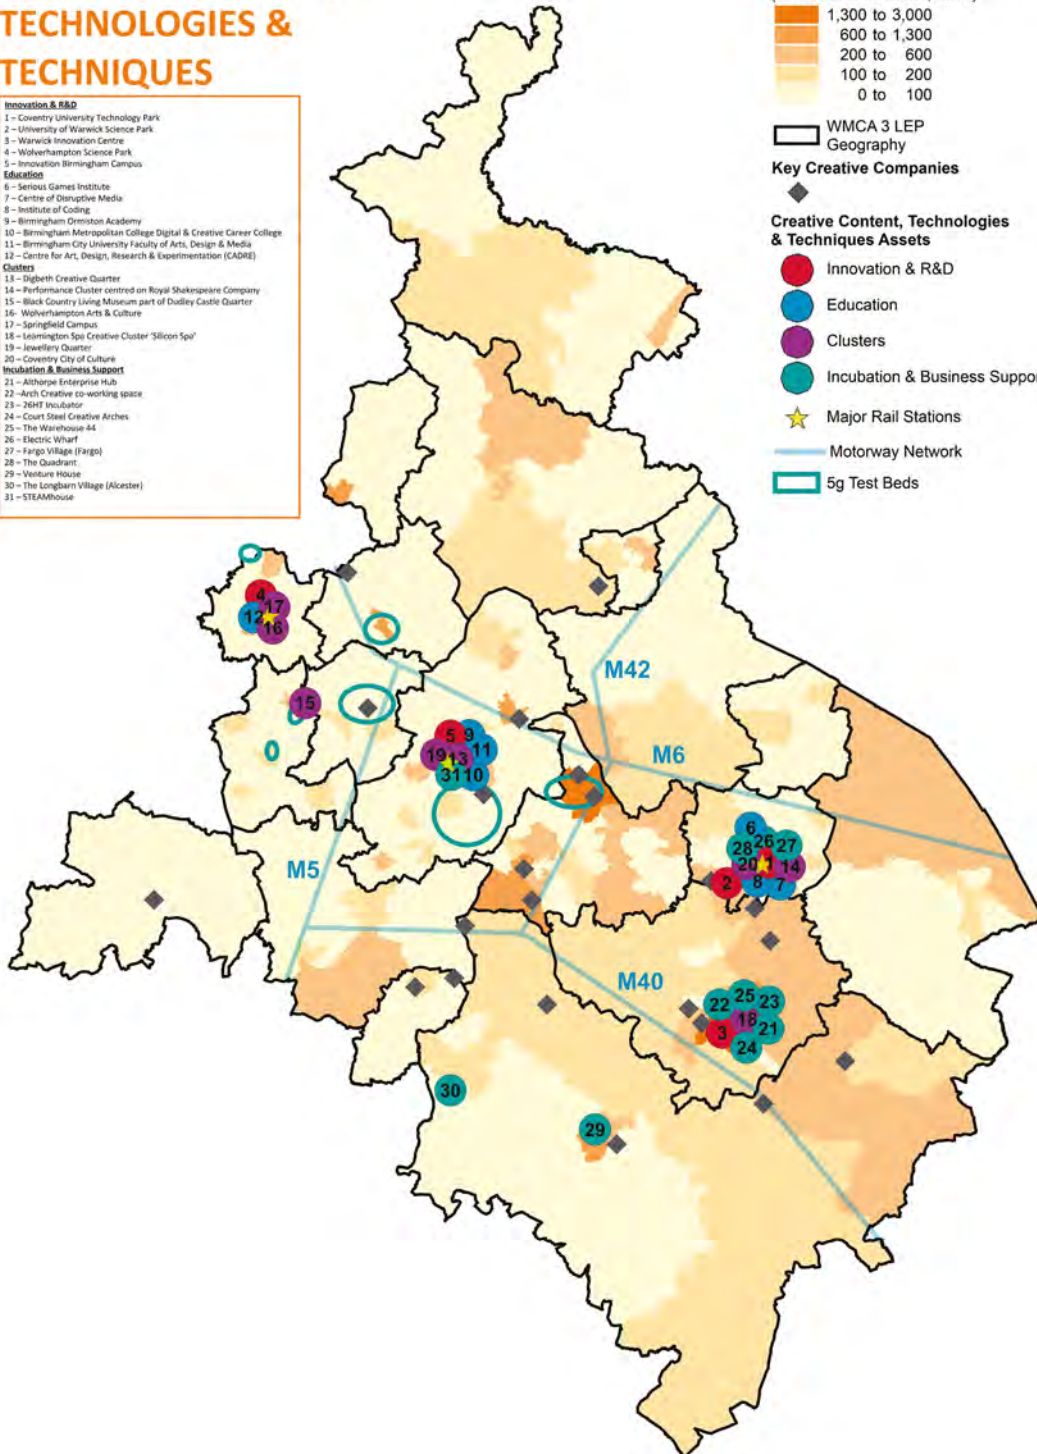 TECHNOLOGIES &
TECHNIQUES
Innovation & R&D
1 – Coventry University Technology Park
2 – University of Warwick Science Park
3 – Warwick Innovation Centre
4 – Wolverhampton Science Park
5 – Innovation Birmingham Campus
Education
6 – Serious Games Institute
7 – Centre of Disruptive Media
8 – Institute of Coding
9 – Birmingham Ormiston Academy
10 – Birmingham Metropolitan College Digital & Creative Career College
11 – Birmingham City University Faculty of Arts, Design & Media
12 – Centre for Art, Design, Research & Experimentation (CADRE)
Clusters
13 – Digbeth Creative Quarter
14 – Performance Cluster centred on Royal Shakespeare Company
15 – Black Country Living Museum part of Dudley Castle Quarter
16- Wolverhampton Arts & Culture
17 – Springfield Campus
18 – Leamington Spa Creative Cluster 'Silicon Spa'
19 – Jewellery Quarter
20 – Coventry City of Culture
Incubation & Business Support
21 – Althorpe Enterprise Hub
22 –Arch Creative co-working space
23 – 26HT Incubator
24 – Court Steel Creative Arches
25 – The Warehouse 44
26 – Electric Wharf
27 – Fargo Village (Fargo)
28 – The Quadrant
29 – Venture House
30 – The Longbarn Village (Alcester)
31 – STEAMhouse
1,300 to 3,000
600 to 1,300
200 to 600
100 to 200
0 to 100
WMCA 3 LEP
Geography
Key Creative Companies
Creative Content, Technologies
& Techniques Assets
Innovation & R&D
Education
Clusters
Incubation & Business Suppor
Major Rail Stations
Motorway Network
5g Test Beds
4
17
12
16
M42
15
5 9
11
19 13
31 10
M6
6
26
28 27
20 1 14
2 8 7
M5
M40
25
22 23
18
3 21
24
30
29